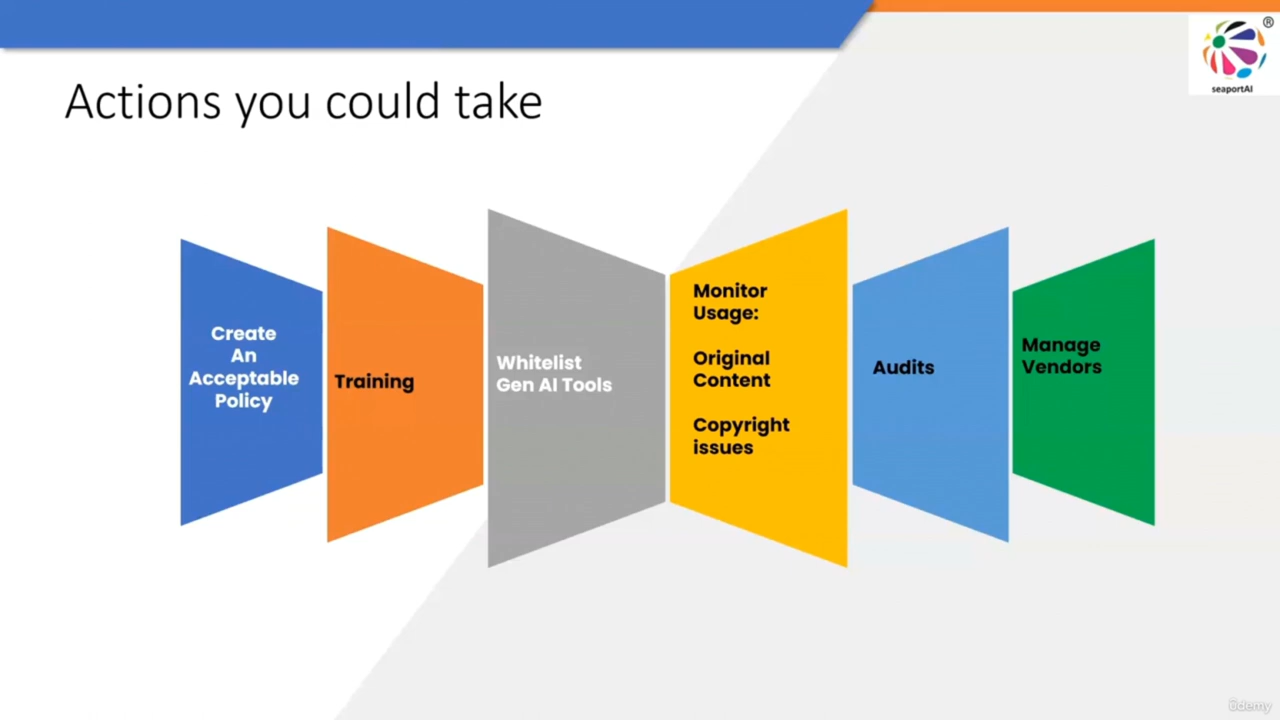 Actions you could take
®
seaportAI
Create
An
Acceptable
Policy
Training
Whitelist
Gen AI Tools
Monitor
Usage:
Original
Content
Copyright
issues
Audits
Manage
Vendors
ûdemy